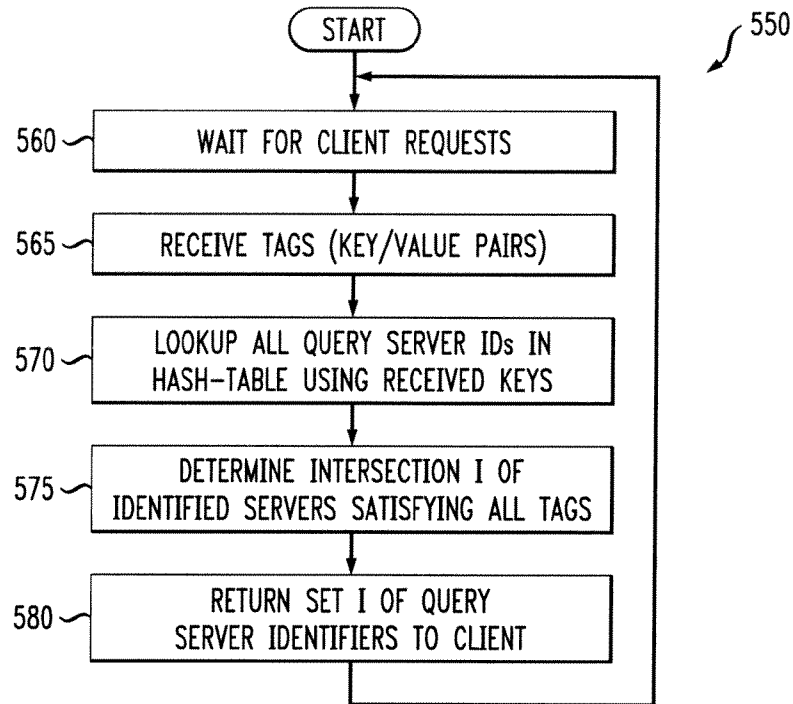 START
550
560
WAIT FOR CLIENT REQUESTS
565
RECEIVE TAGS (KEY/VALUE PAIRS)
570
LOOKUP ALL QUERY SERVER IDs IN
HASH-TABLE USING RECEIVED KEYS
575
DETERMINE INTERSECTION I OF
IDENTIFIED SERVERS SATISFYING ALL TAGS
580
RETURN SET I OF QUERY
SERVER IDENTIFIERS TO CLIENT